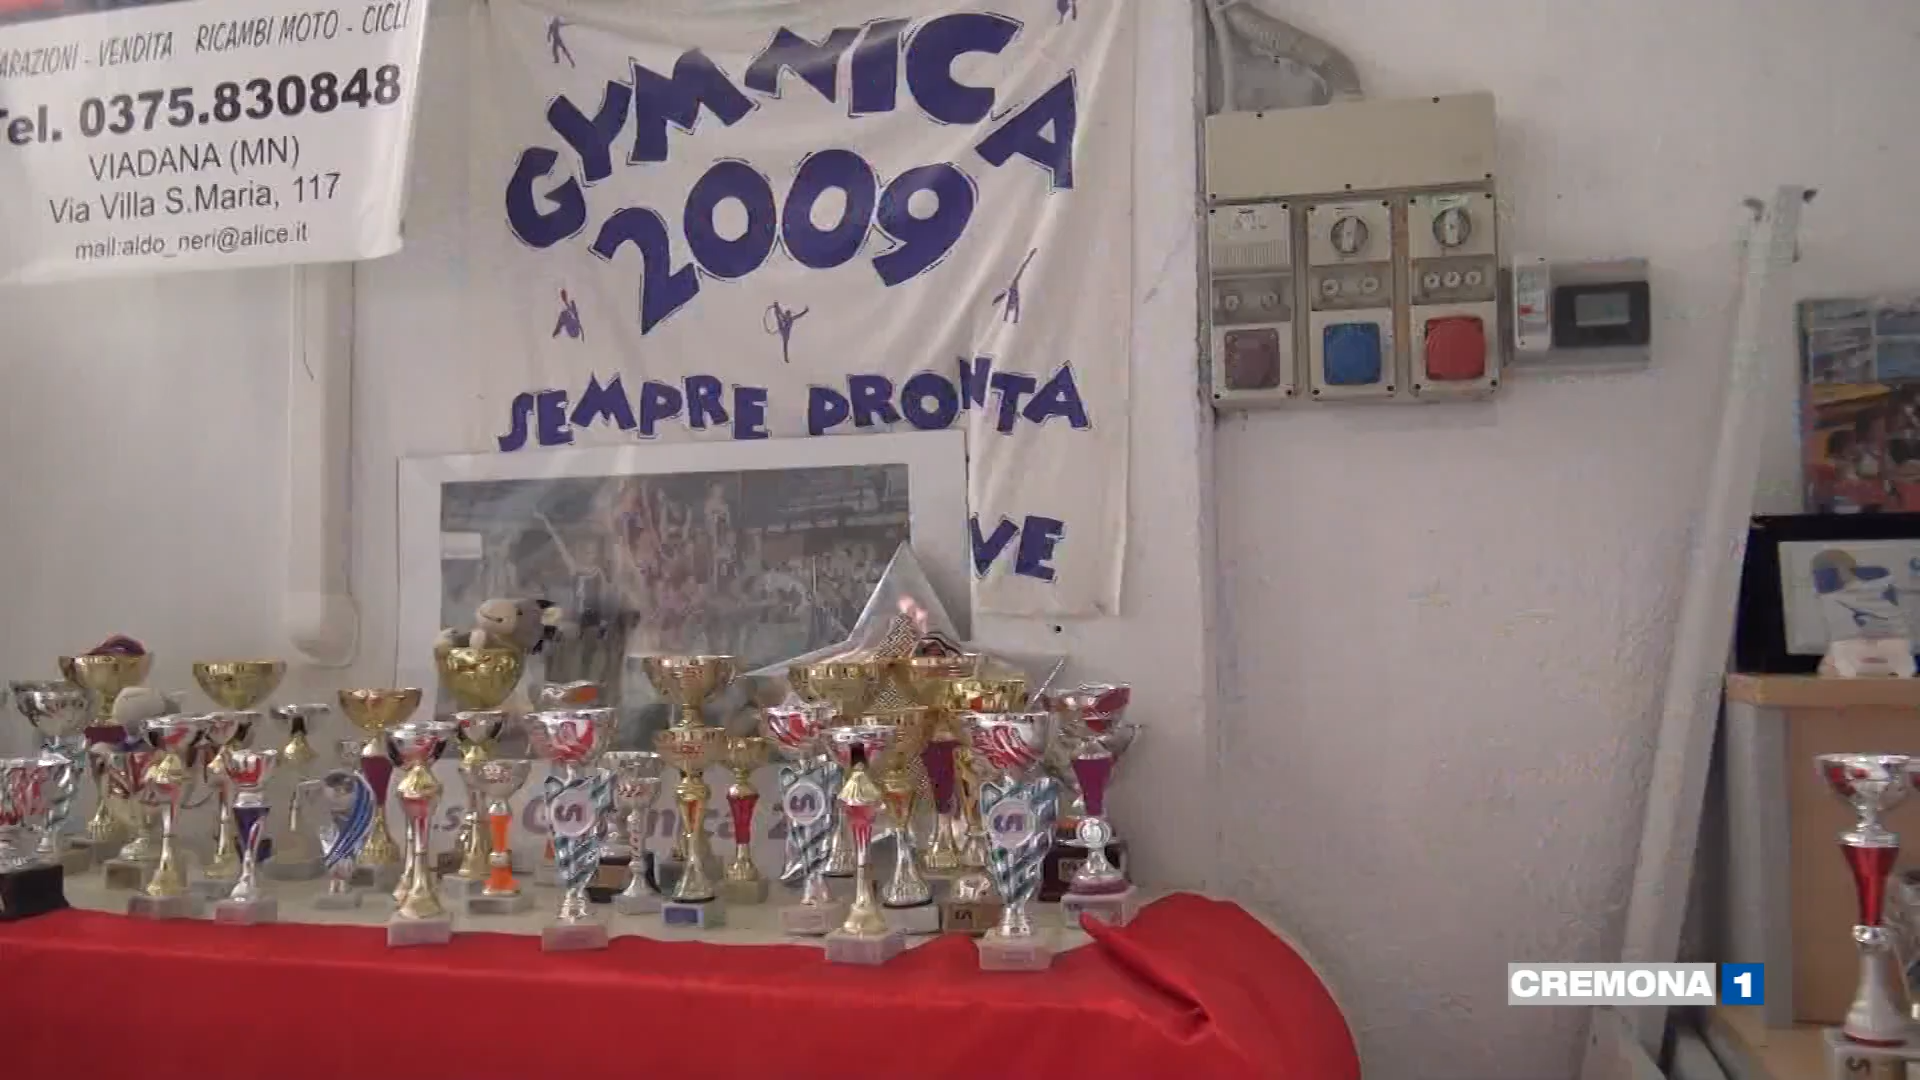 ARAZIONI - VENDITA RICAMBI MOTO - CICLI
Tel. 0375.830848
VIADANA (MN)
Via Villa S.Maria, 117
mail:aldo_neri@alice.it
GYMNICA
2009
SEMPRE PRONTA
VE
CREMONA 1